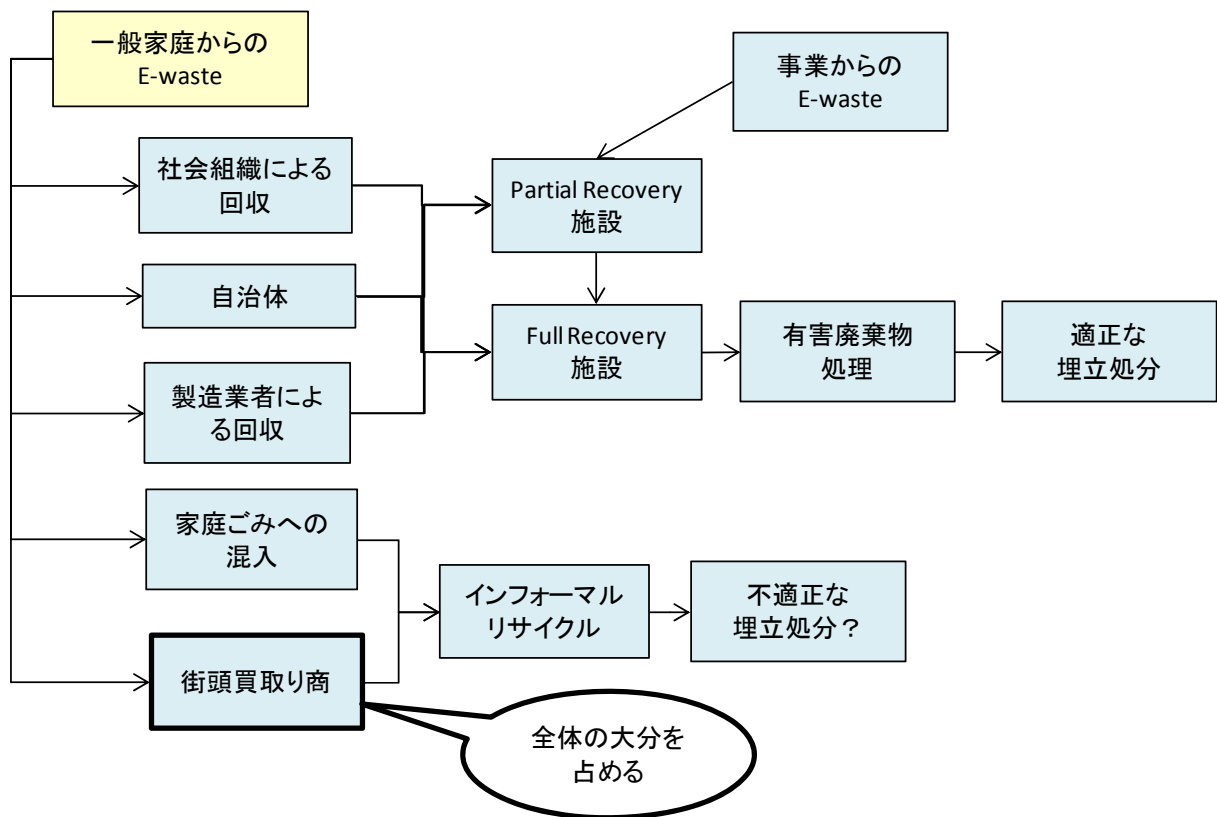 一般家庭からの
E-waste
事業からの
E-waste
社会組織による
回収
Partial Recovery
施設
自治体
Full Recovery
施設
有害廃棄物
処理
適正な
埋立処分
製造業者によ
る回収
家庭ごみへの
混入
インフォーマル
リサイクル
不適正な
埋立処分？
街頭買取り商
全体の大分を
占める